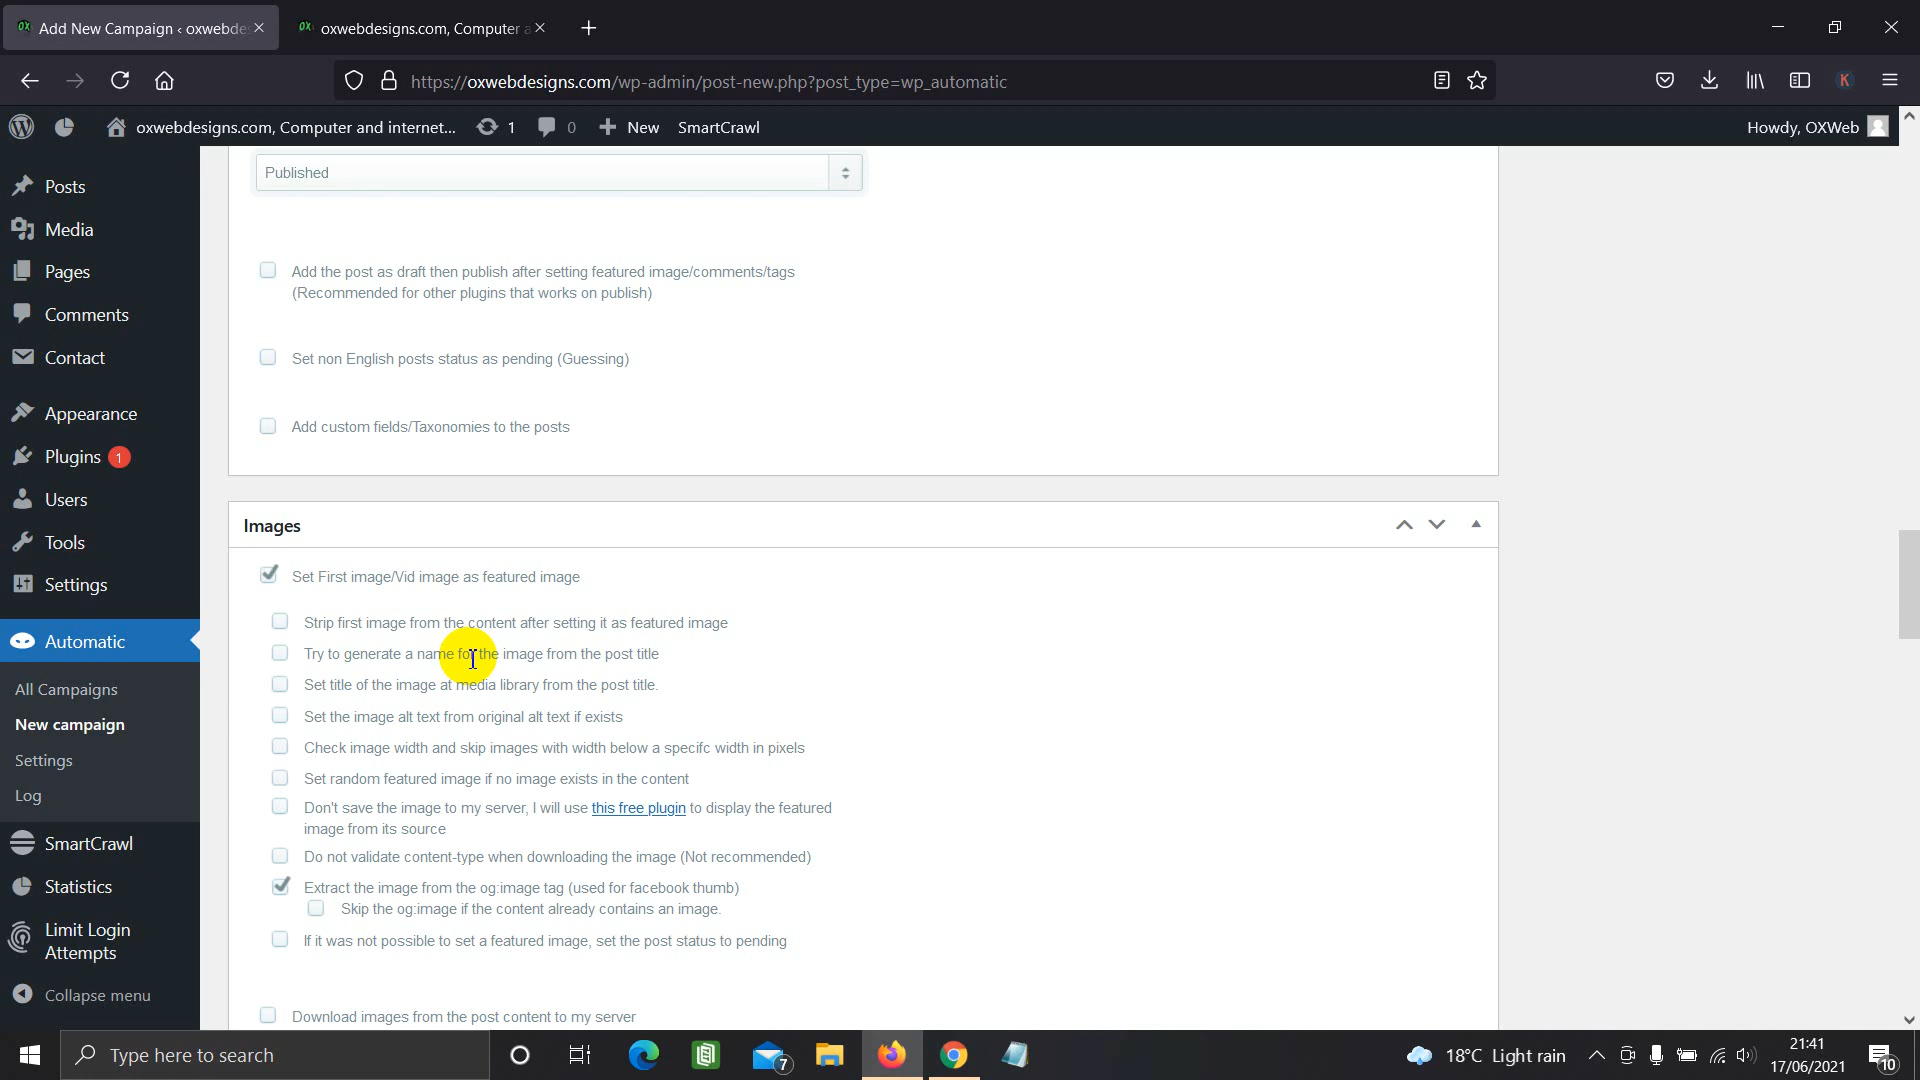 Add New Campaign ‹ oxwebde
oxwebdesigns.com, Computer a
https://oxwebdesigns.com/wp-admin/post-new.php?post_type=wp_automatic
K
oxwebdesigns.com, Computer and internet...
1
0
New
SmartCrawl
Howdy, OXWeb
Posts
Media
Pages
Comments
Contact
Appearance
Plugins 1
Users
Tools
Settings
Automatic
All Campaigns
New campaign
Settings
Log
SmartCrawl
Statistics
Limit Login
Attempts
Collapse menu
Published
Add the post as draft then publish after setting featured image/comments/tags
(Recommended for other plugins that works on publish)
Set non English posts status as pending (Guessing)
Add custom fields/Taxonomies to the posts
Images
Set First image/Vid image as featured image
Strip first image from the content after setting it as featured image
Try to generate a name for the image from the post title
Set title of the image at media library from the post title.
Set the image alt text from original alt text if exists
Check image width and skip images with width below a specifc width in pixels
Set random featured image if no image exists in the content
Don't save the image to my server, I will use this free plugin to display the featured
image from its source
Do not validate content-type when downloading the image (Not recommended)
Extract the image from the og:image tag (used for facebook thumb)
Skip the og:image if the content already contains an image.
If it was not possible to set a featured image, set the post status to pending
Download images from the post content to my server
Type here to search
7
18°C Light rain
21:41
17/06/2021
10